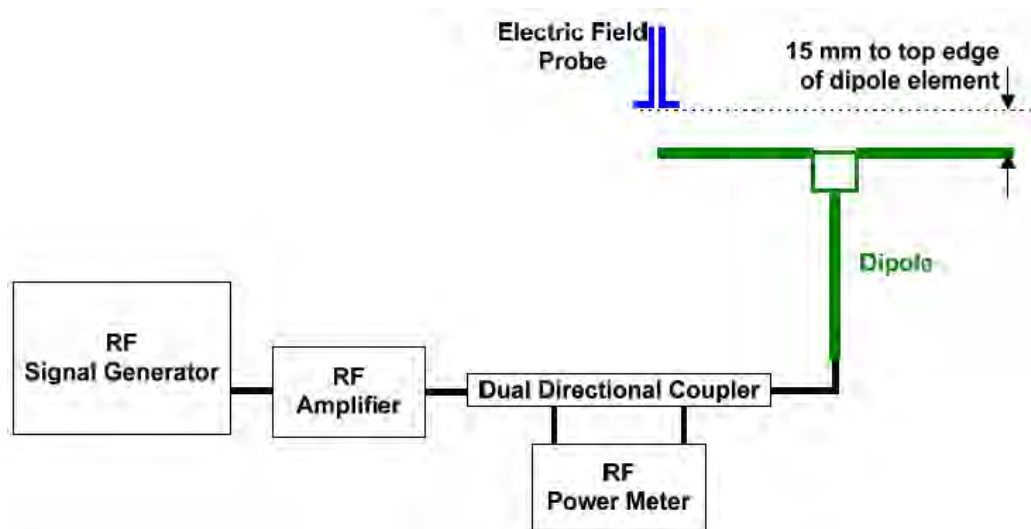 Electric Field
Probe
15 mm to top edge
of dipole element
Dipole
RF
Signal Generator
RF
Amplifier
Dual Directional Coupler
RF
Power Meter